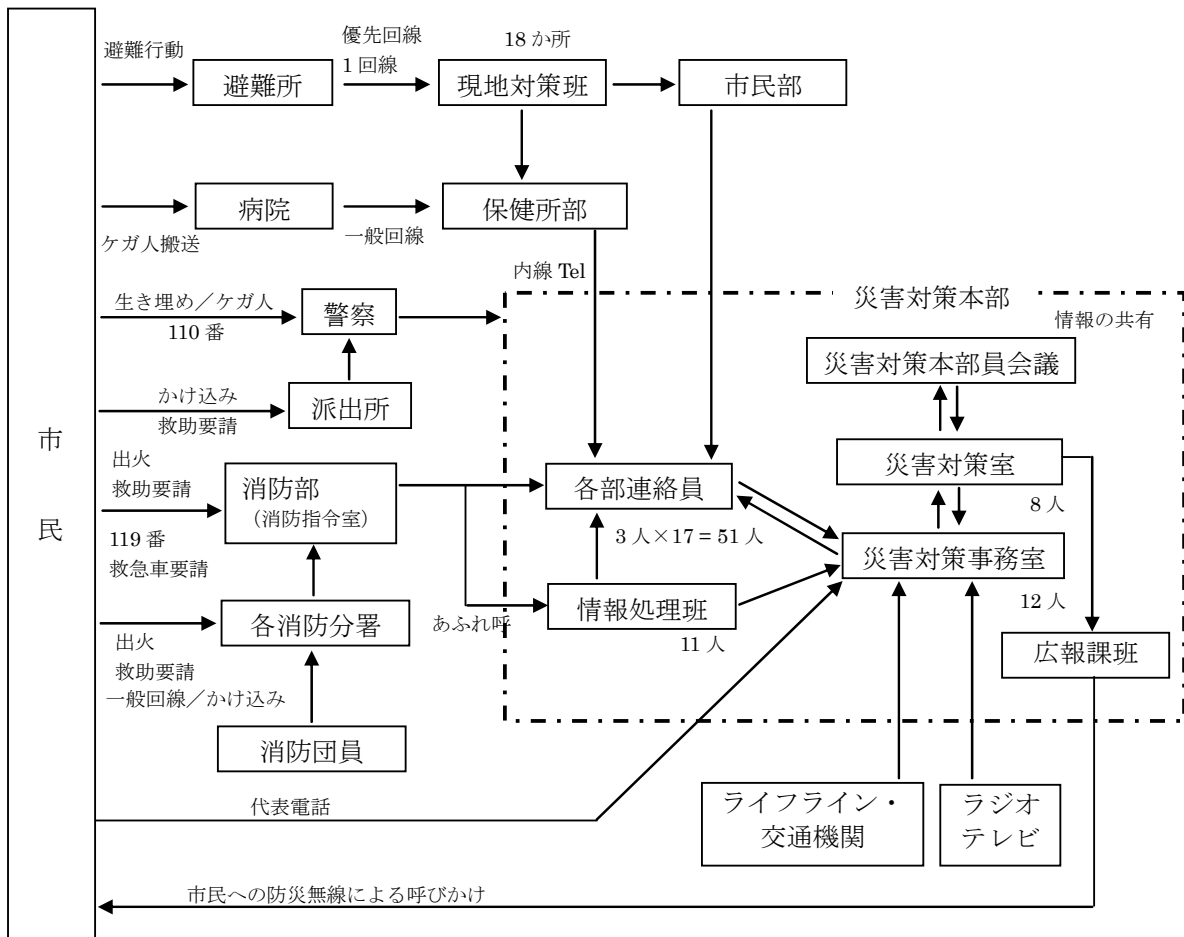 避難行動
避難所
優先回線
1回線
18か所
現地対策班
市民部
病院
ケガ人搬送
一般回線
保健所部
内線 Tel
生き埋め／ケガ人
110番
警察
災害対策本部
情報の共有
災害対策本部員会議
かけ込み
救助要請
派出所
市
民
出火
救助要請
119番
救急車要請
消防部
（消防指令室）
各部連絡員
3人×17 = 51人
災害対策室
8人
災害対策事務室
12人
出火
救助要請
一般回線／かけ込み
各消防分署
あふれ呼
情報処理班
11人
広報課班
消防団員
代表電話
ライフライン・
交通機関
ラジオ
テレビ
市民への防災無線による呼びかけ